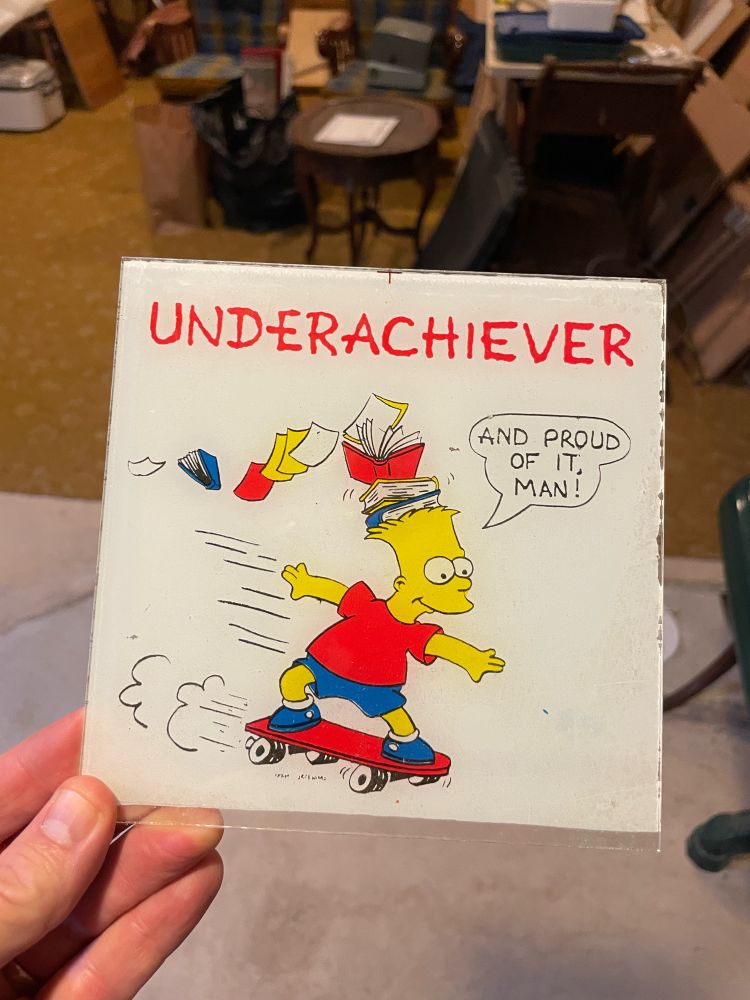 UNDERACHIEVER
AND PROUD
OF IT,
MAN!